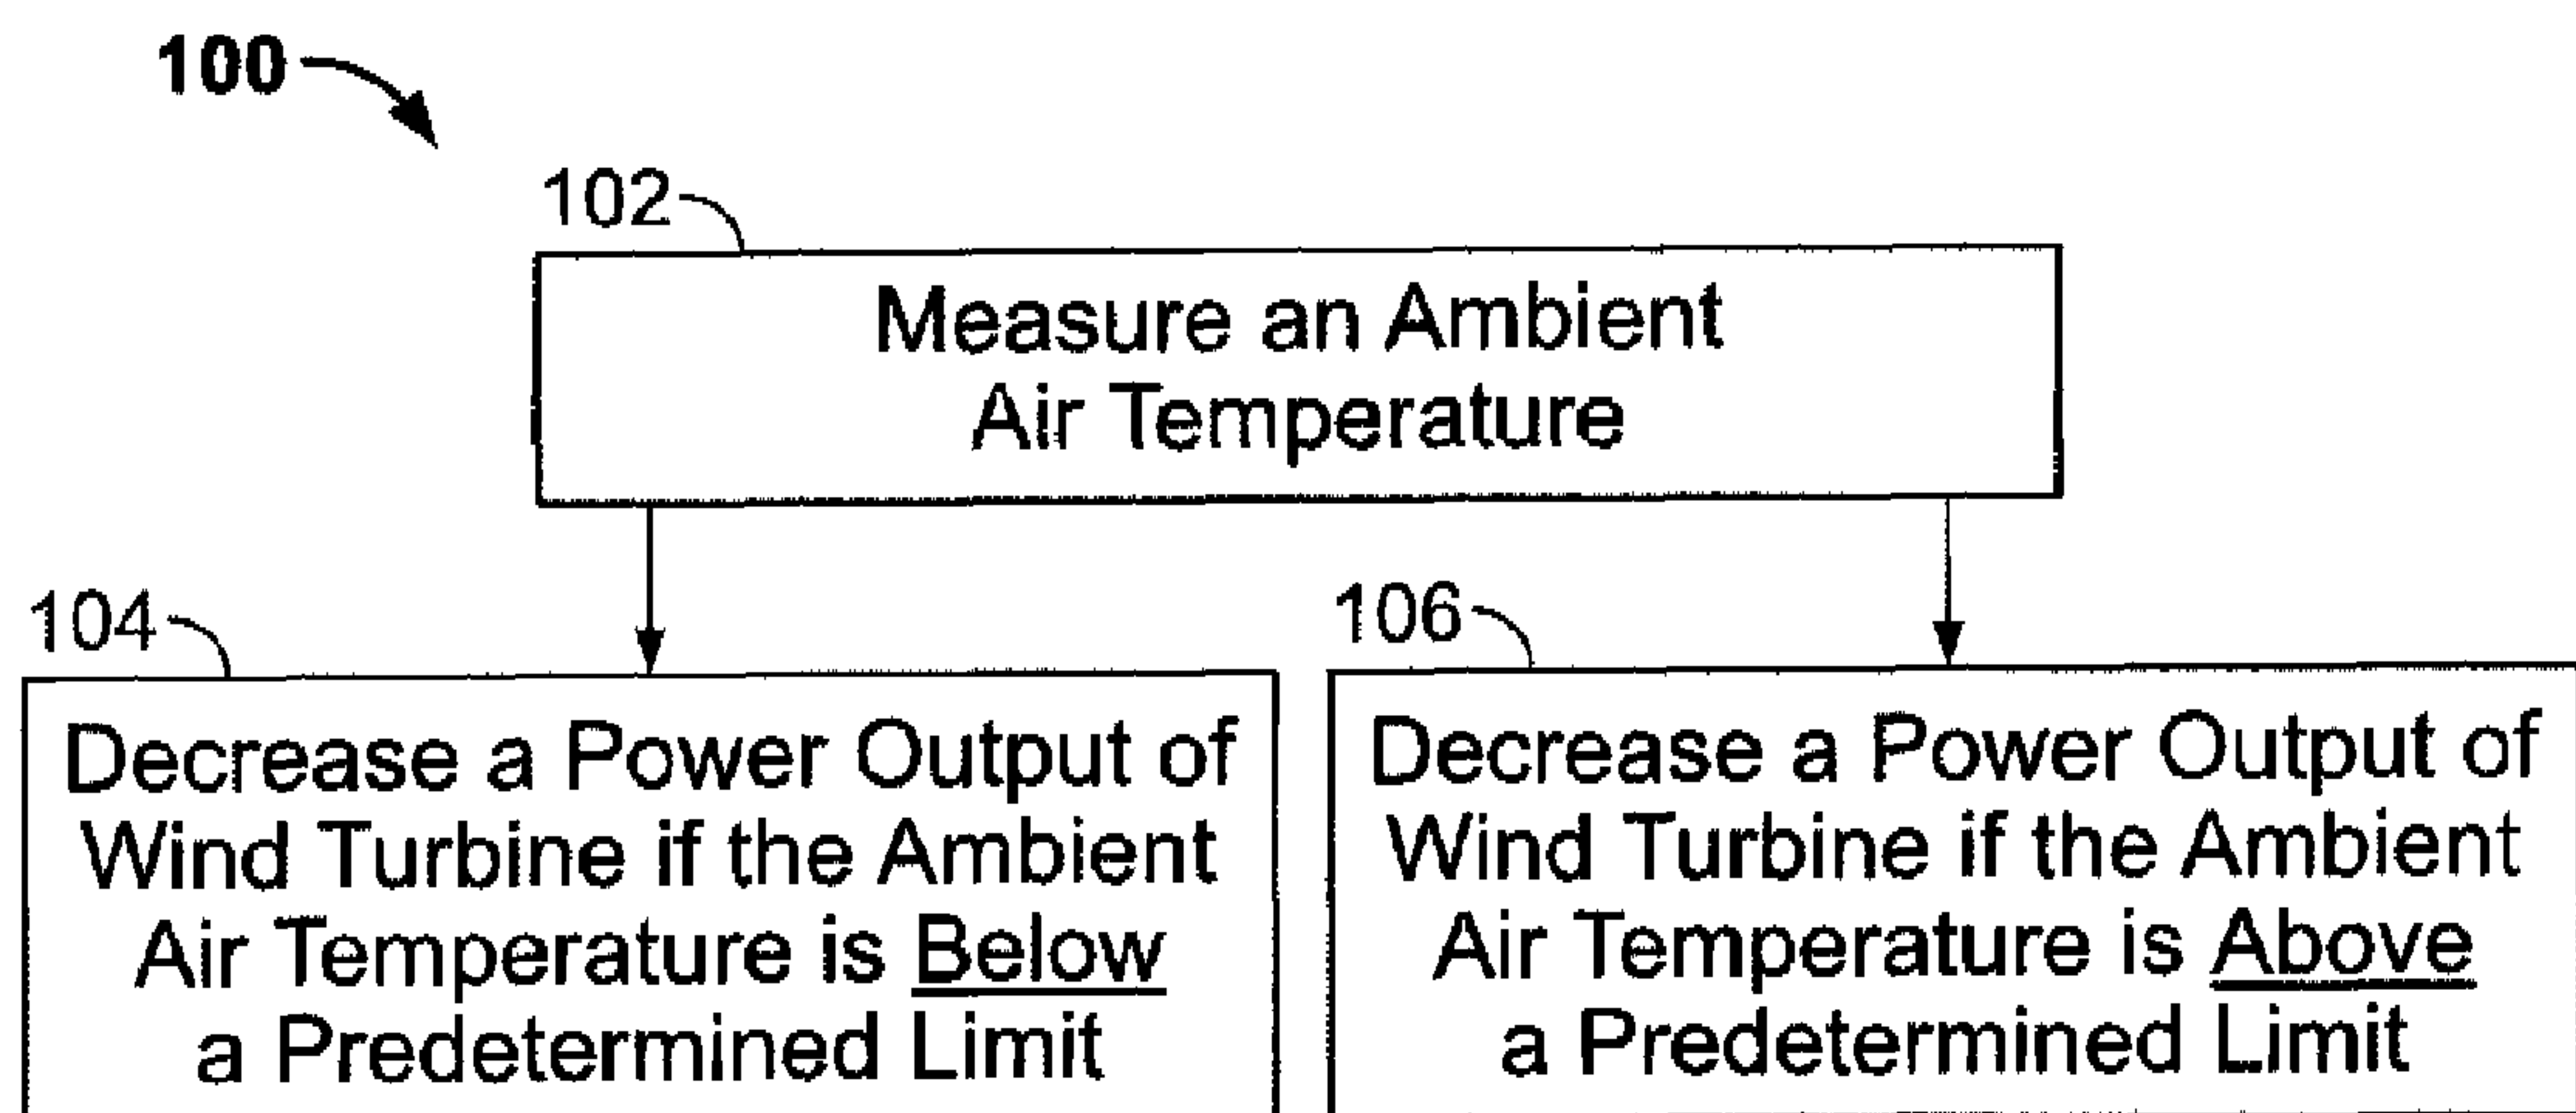 100
102
Measure an Ambient
Air Temperature
104
Decrease a Power Output of
Wind Turbine if the Ambient
Air Temperature is Below
a Predetermined Limit
106
Decrease a Power Output of
Wind Turbine if the Ambient
Air Temperature is Above
a Predetermined Limit